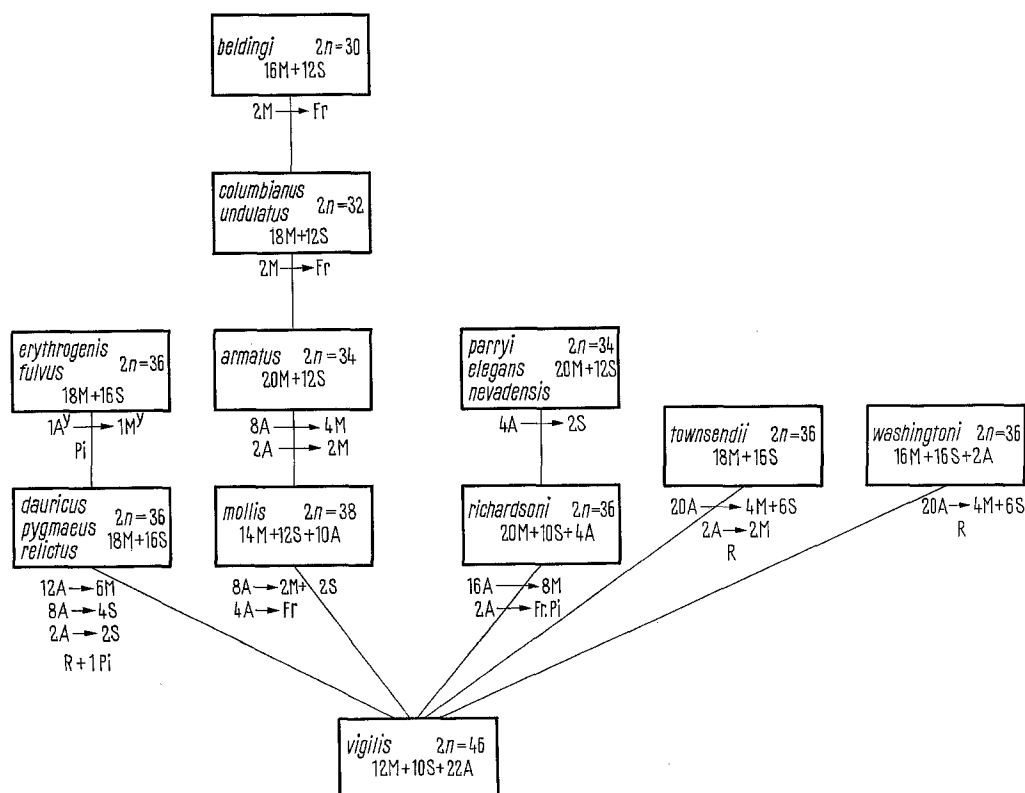 beldingi 2n=30
16M+12S
2M → Fr
columbianus
undulatus 2n=32
18M+12S
2M → Fr
erythrogenis
fulvus 2n=36
18M+16S
1Aʸ → 1Mʸ
Pi
armatus 2n=34
20M+12S
8A → 4M
2A → 2M
parryi 2n=34
elegans 20M+12S
nevadensis
4A → 2S
townsendii 2n=36
18M+16S
20A → 4M+6S
2A → 2M
R
washingtoni 2n=36
16M+16S+2A
20A → 4M+6S
R
dauricus
pygmaeus 2n=36
relictus 18M+16S
12A → 6M
8A → 4S
2A → 2S
R + 1Pi
mollis 2n=38
14M+12S+10A
8A → 2M+ 2S
4A → Fr
richardsoni 2n=36
20M+10S+4A
16A → 8M
2A → Fr.Pi
vigilis 2n=46
12M+10S+22A